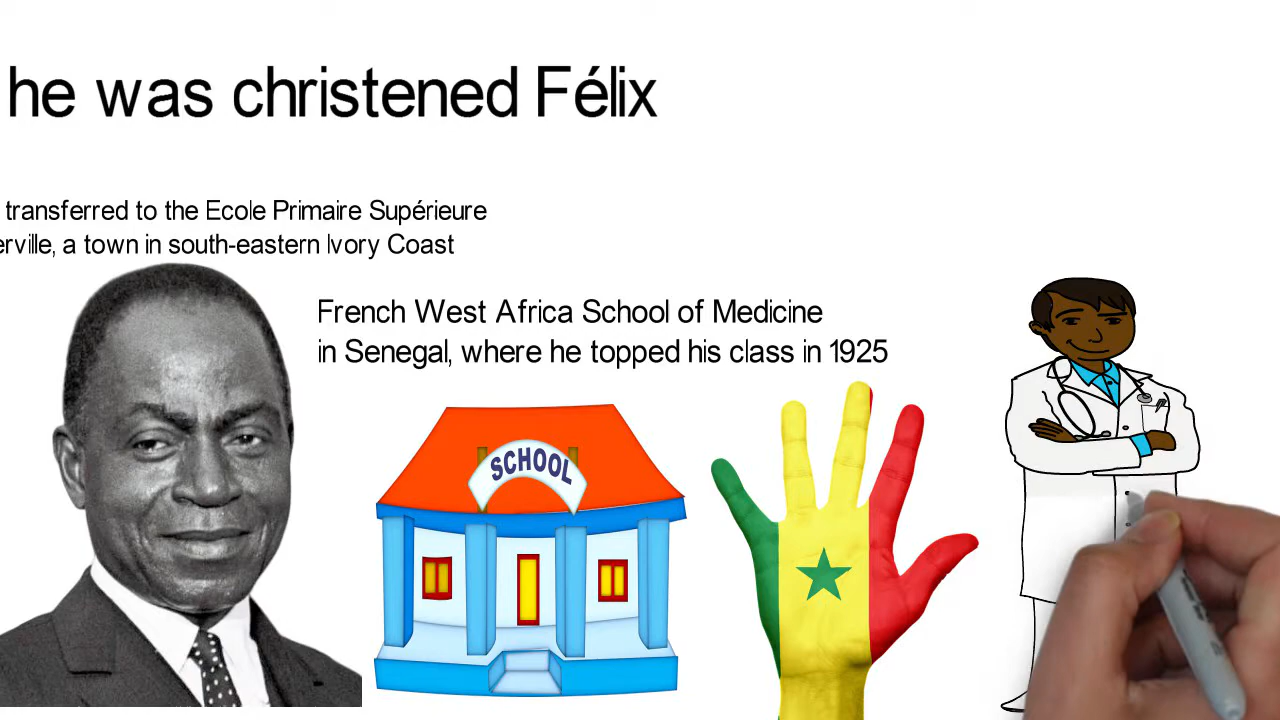 he was christened Félix
transferred to the Ecole Primaire Supérieure
erville, a town in south-eastern Ivory Coast
French West Africa School of Medicine
in Senegal, where he topped his class in 1925
SCHOOL